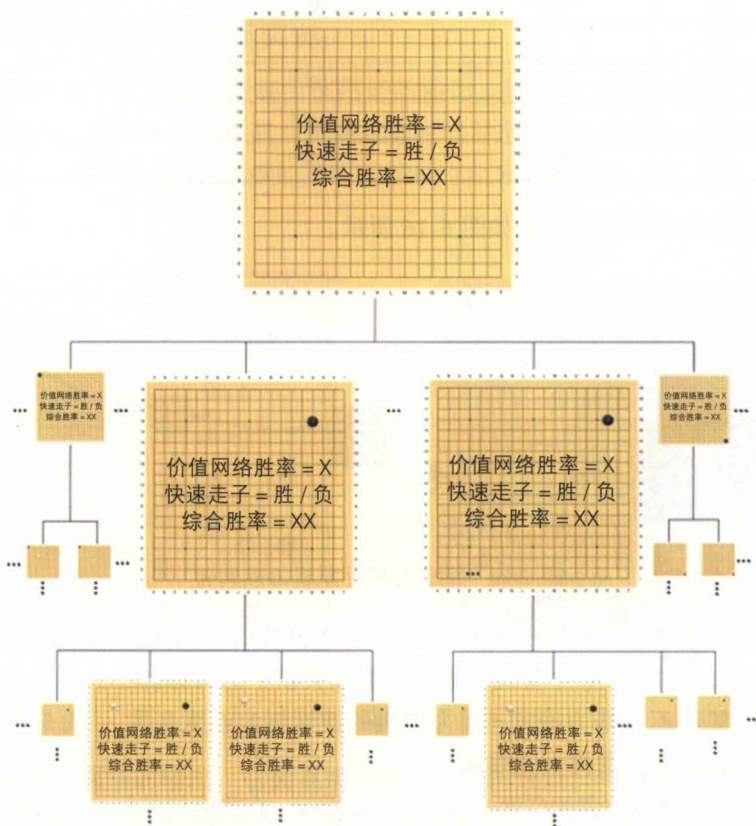 A B C D E F G H J K L M N O P Q R S T
价值网络胜率 = X
快速走子 = 胜 / 负
综合胜率 = XX
A B C D E F G H J K L M N O P Q R S T
价值网络胜率 = X
快速走子 = 胜 / 负
综合胜率 = XX
价值网络胜率 = X
快速走子 = 胜 / 负
综合胜率 = XX
价值网络胜率 = X
快速走子 = 胜 / 负
综合胜率 = XX
价值网络胜率 = X
快速走子 = 胜 / 负
综合胜率 = XX
价值网络胜率 = X
快速走子 = 胜 / 负
综合胜率 = XX
价值网络胜率 = X
快速走子 = 胜 / 负
综合胜率 = XX
价值网络胜率 = X
快速走子 = 胜 / 负
综合胜率 = XX